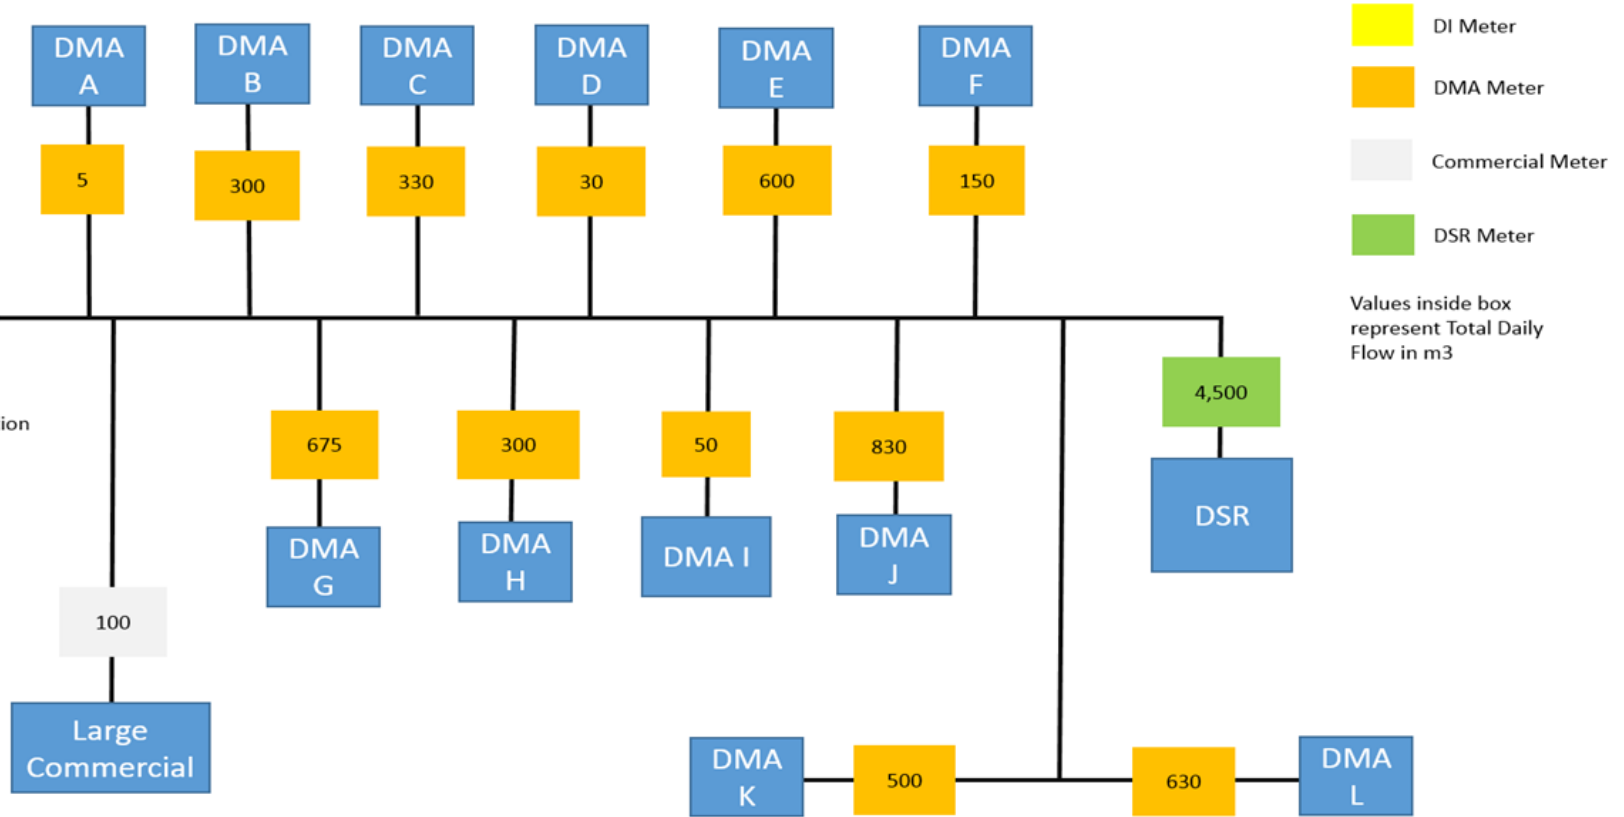 DMA
A
DMA
B
DMA
C
DMA
D
DMA
E
DMA
F
DI Meter
DMA Meter
Commercial Meter
DSR Meter
Values inside box
represent Total Daily
Flow in m3
5
300
330
30
600
150
4,500
ion
675
300
50
830
DSR
DMA
G
DMA
H
DMA I
DMA
J
100
Large
Commercial
DMA
K
500
630
DMA
L